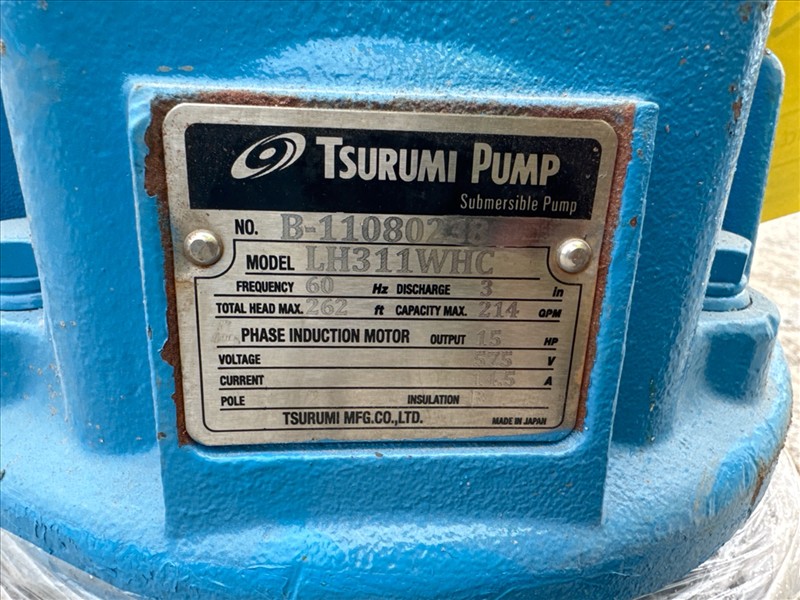 TSURUMI PUMP
Submersible Pump
NO. B-1108023B
MODEL LH311WHC
FREQUENCY 60 Hz DISCHARGE 3 in
TOTAL HEAD MAX. 262 ft CAPACITY MAX. 214 GPM
PHASE INDUCTION MOTOR OUTPUT 15 HP
VOLTAGE 575 V
CURRENT A
POLE INSULATION
TSURUMI MFG.CO.,LTD. MADE IN JAPAN